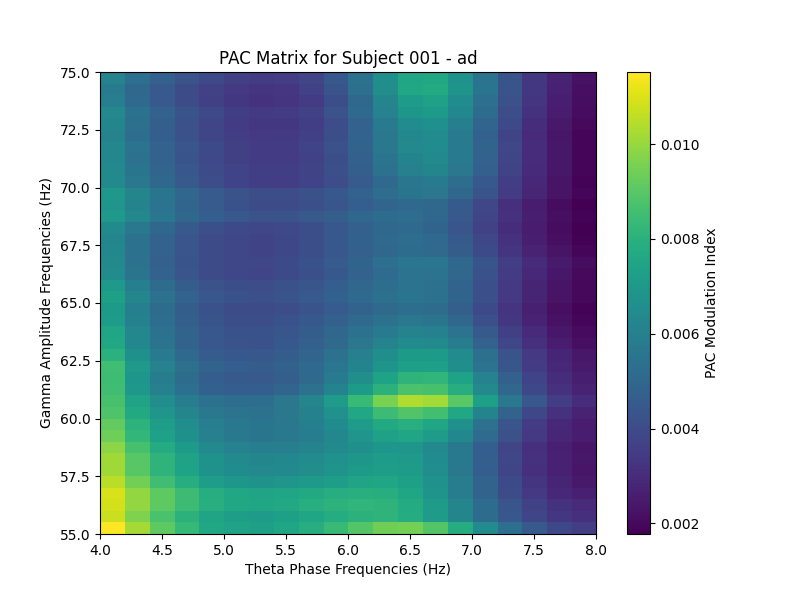 PAC Matrix for Subject 001 - ad
75.0
72.5
70.0
67.5
65.0
62.5
60.0
57.5
55.0
Gamma Amplitude Frequencies (Hz)
4.0 4.5 5.0 5.5 6.0 6.5 7.0 7.5 8.0
Theta Phase Frequencies (Hz)
0.010
0.008
0.006
0.004
0.002
PAC Modulation Index